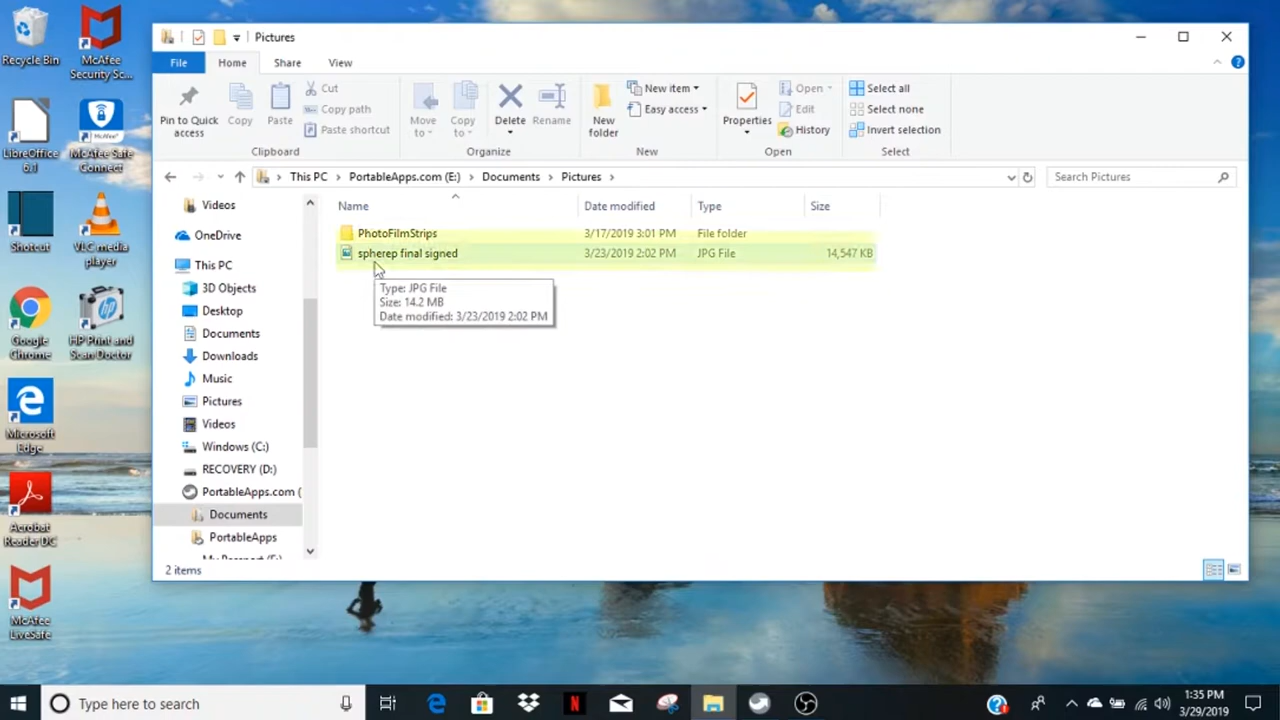 Recycle Bin
McAfee
Security Sc...
LibreOffice
6.1
McAfee Safe
Connect
Shotcut
VLC media
player
Google
Chrome
HP Print and
Scan Doctor
Microsoft
Edge
Acrobat
Reader DC
McAfee
LiveSafe
Pictures
File
Home
Share
View
Pin to Quick
access
Copy
Paste
Cut
Copy path
Paste shortcut
Clipboard
Move
to
Copy
to
Delete
Rename
Organize
New
folder
New item
Easy access
New
Properties
Open
Edit
History
Open
Select all
Select none
Invert selection
Select
This PC
PortableApps.com (E:)
Documents
Pictures
Search Pictures
Videos
OneDrive
This PC
3D Objects
Desktop
Documents
Downloads
Music
Pictures
Videos
Windows (C:)
RECOVERY (D:)
PortableApps.com (
Documents
PortableApps
Name Date modified Type Size
PhotoFilmStrips 3/17/2019 3:01 PM File folder
spherep final signed 3/23/2019 2:02 PM JPG File 14,547 KB
Type: JPG File
Size: 14.2 MB
Date modified: 3/23/2019 2:02 PM
2 items
Type here to search
1:35 PM
3/29/2019